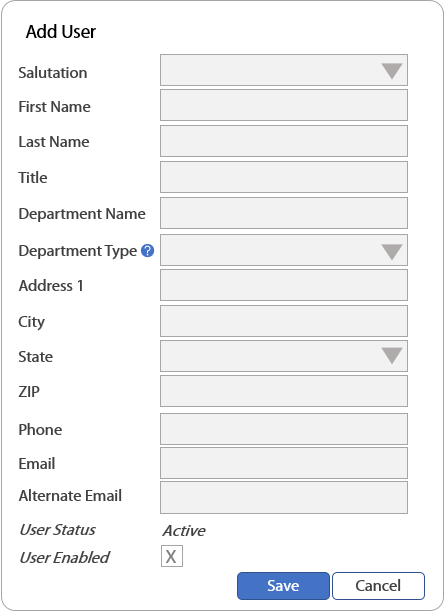 Add User
Salutation
First Name
Last Name
Title
Department Name
Department Type ?
Address 1
City
State
ZIP
Phone
Email
Alternate Email
User Status Active
User Enabled X
Save Cancel